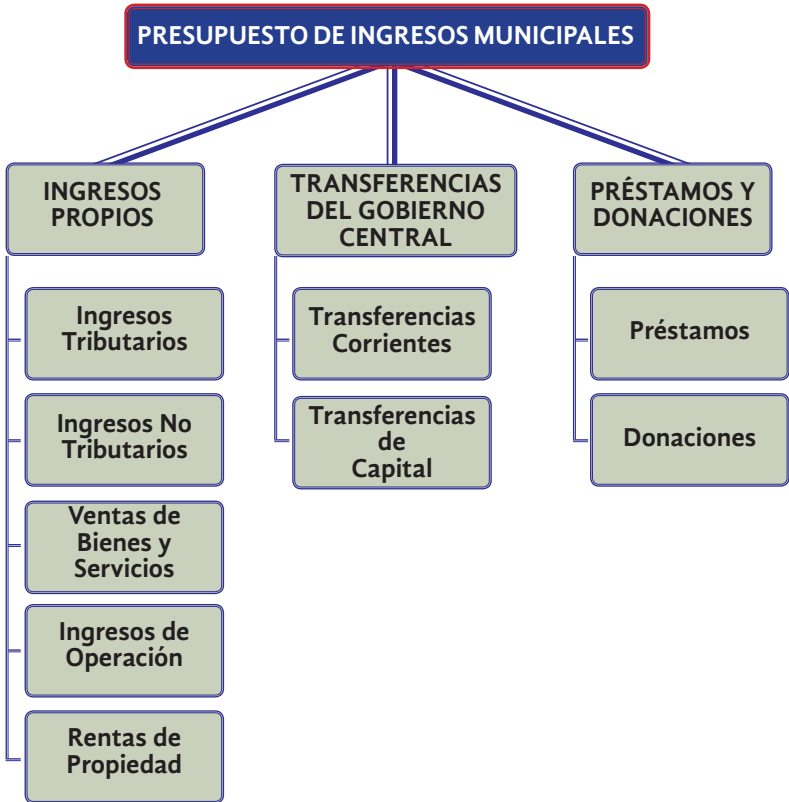 PRESUPUESTO DE INGRESOS MUNICIPALES
INGRESOS
PROPIOS
Ingresos
Tributarios
Ingresos No
Tributarios
Ventas de
Bienes y
Servicios
Ingresos de
Operación
Rentas de
Propiedad
TRANSFERENCIAS
DEL GOBIERNO
CENTRAL
Transferencias
Corrientes
Transferencias
de
Capital
PRÉSTAMOS Y
DONACIONES
Préstamos
Donaciones